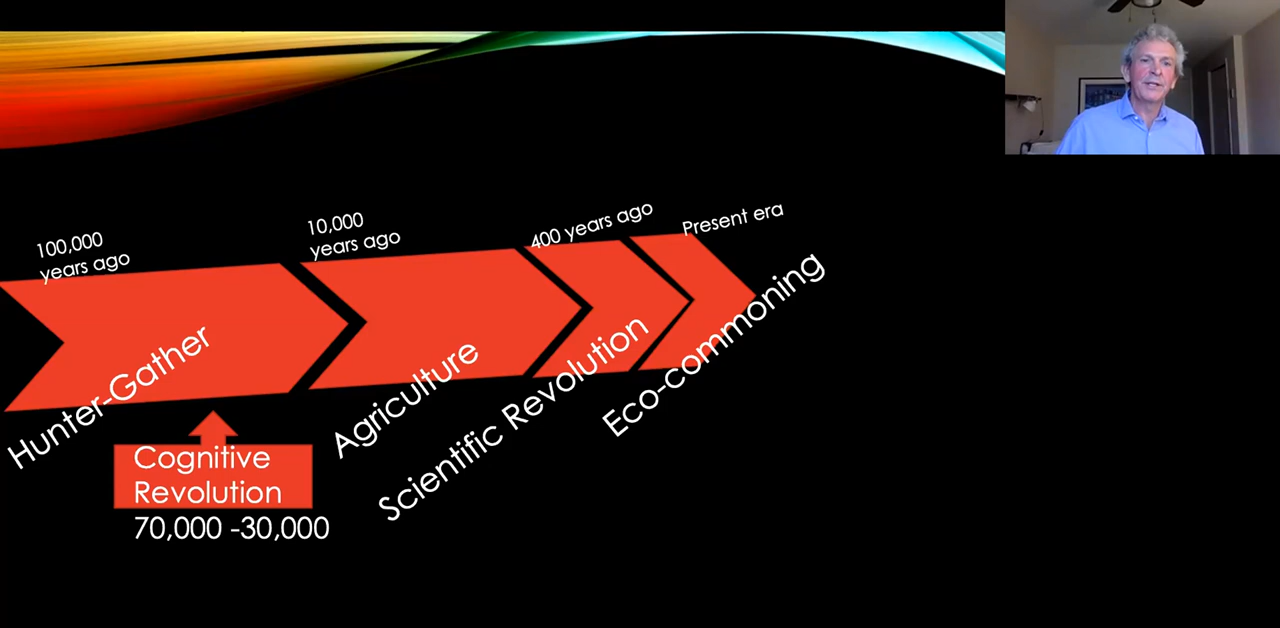 100,000
years ago
10,000
years ago
400 years ago
Present era
Hunter-Gather
Agriculture
Scientific Revolution
Eco-commoning
Cognitive
Revolution
70,000 -30,000